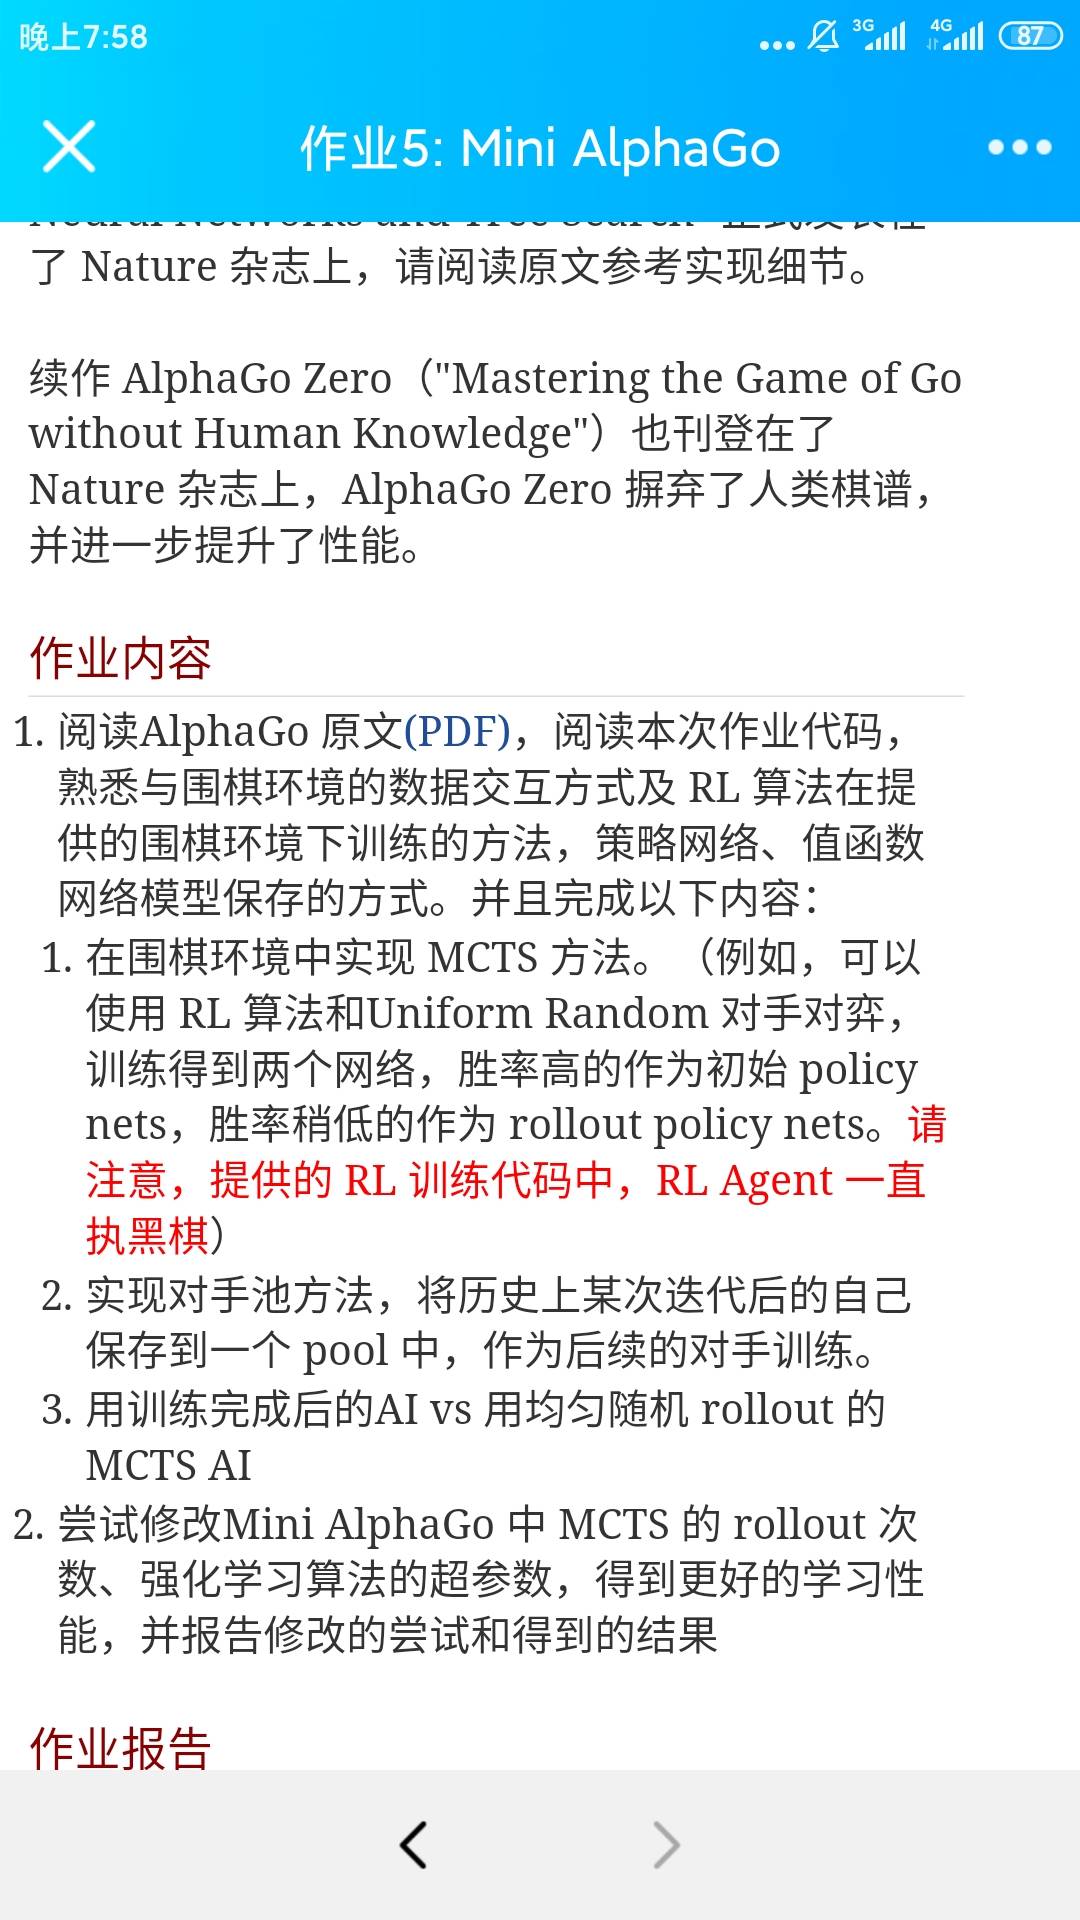 晚上7:58
3G
4G
87
作业5: Mini AlphaGo
了 Nature 杂志上，请阅读原文参考实现细节。
续作 AlphaGo Zero（"Mastering the Game of Go
without Human Knowledge"）也刊登在了
Nature 杂志上，AlphaGo Zero 摒弃了人类棋谱，
并进一步提升了性能。
作业内容
1. 阅读AlphaGo 原文(PDF)，阅读本次作业代码，
熟悉与围棋环境的数据交互方式及 RL 算法在提
供的围棋环境下训练的方法，策略网络、值函数
网络模型保存的方式。并且完成以下内容：
1. 在围棋环境中实现 MCTS 方法。（例如，可以
使用 RL 算法和Uniform Random 对手对弈，
训练得到两个网络，胜率高的作为初始 policy
nets，胜率稍低的作为 rollout policy nets。请
注意，提供的 RL 训练代码中，RL Agent 一直
执黑棋）
2. 实现对手池方法，将历史上某次迭代后的自己
保存到一个 pool 中，作为后续的对手训练。
3. 用训练完成后的AI vs 用均匀随机 rollout 的
MCTS AI
2. 尝试修改Mini AlphaGo 中 MCTS 的 rollout 次
数、强化学习算法的超参数，得到更好的学习性
能，并报告修改的尝试和得到的结果
作业报告